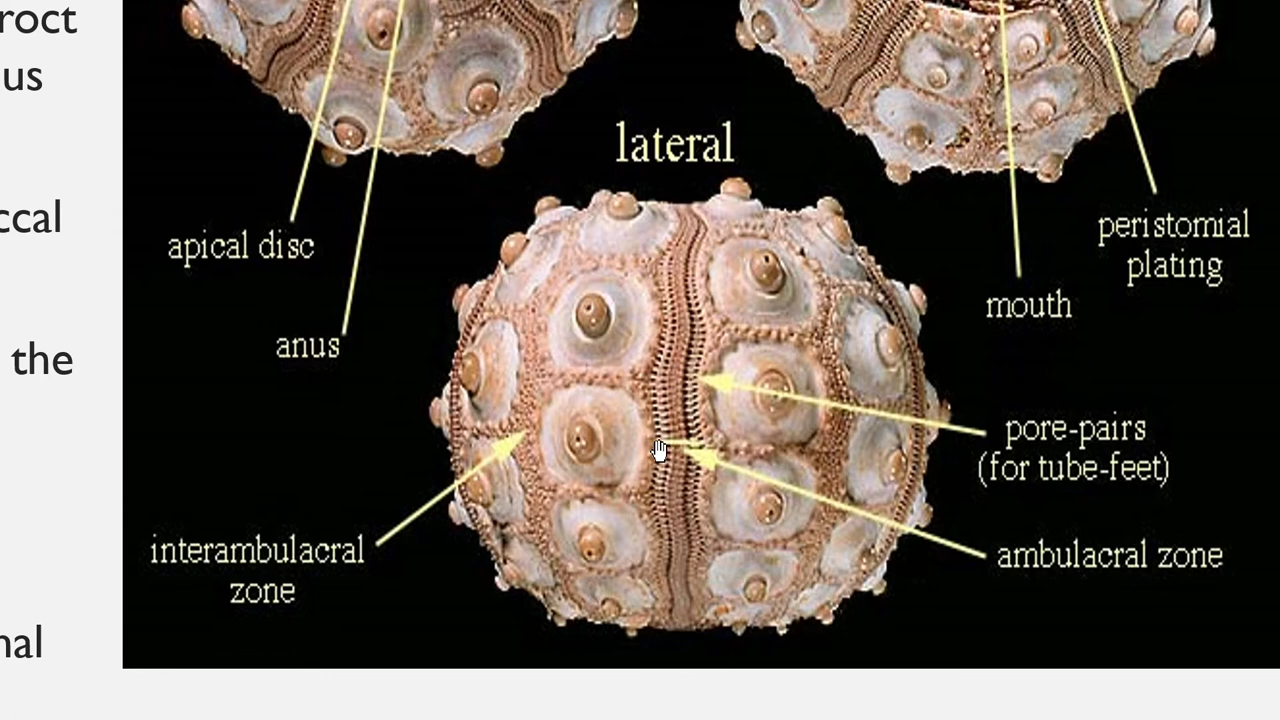 roct
us
ccal
the
nal
lateral
apical disc
anus
peristomial
plating
mouth
pore-pairs
(for tube-feet)
interambulacral
zone
ambulacral zone